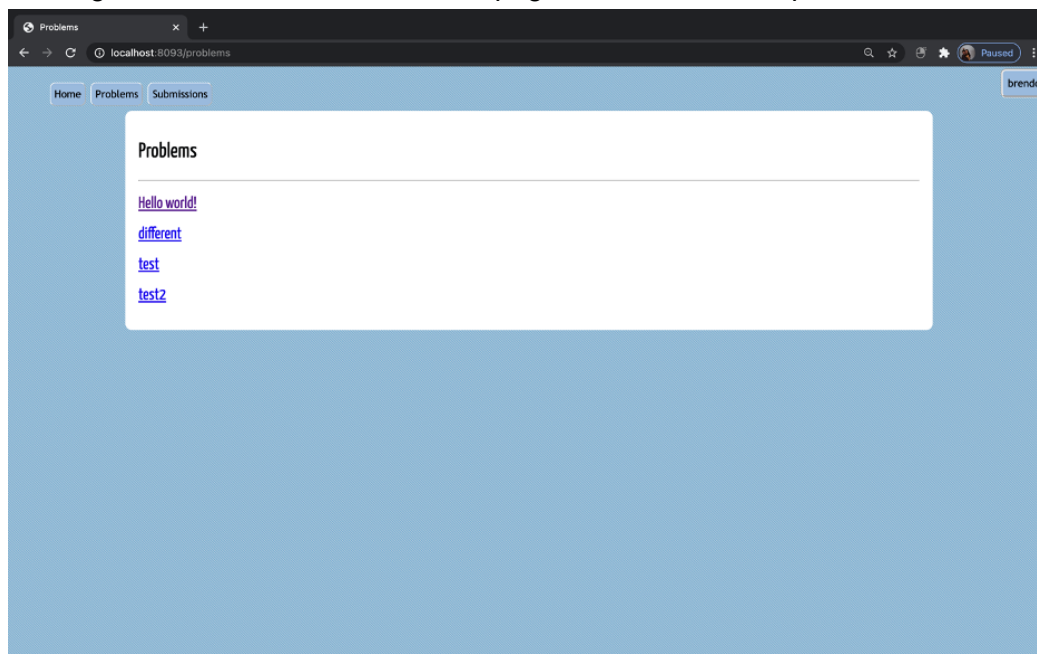 Problems
localhost:8093/problems
Paused
Home Problems Submissions
Problems
Hello world!
different
test
test2